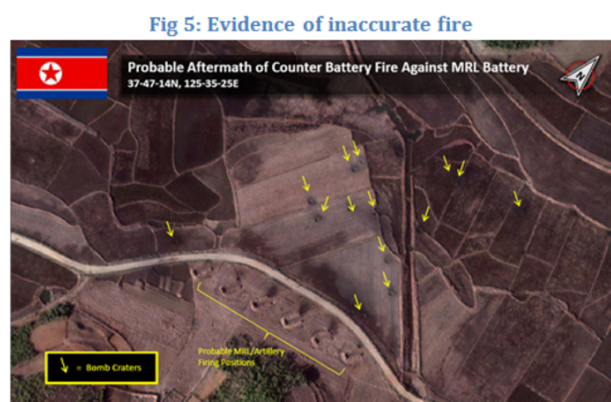 Fig 5: Evidence of inaccurate fire
Probable Aftermath of Counter Battery Fire Against MRL Battery
37-47-14N, 125-35-25E
N
Probable MRL/Artillery
Firing Positions
= Bomb Craters